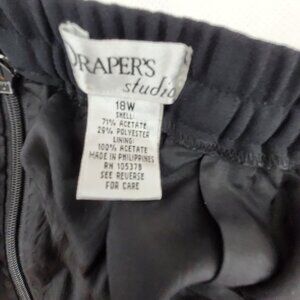 DRAPER'S
studio
18W
SHELL:
71% ACETATE
29% POLYESTER
LINING:
100% ACETATE
MADE IN PHILIPPINES
RN 105378
SEE REVERSE
FOR CARE